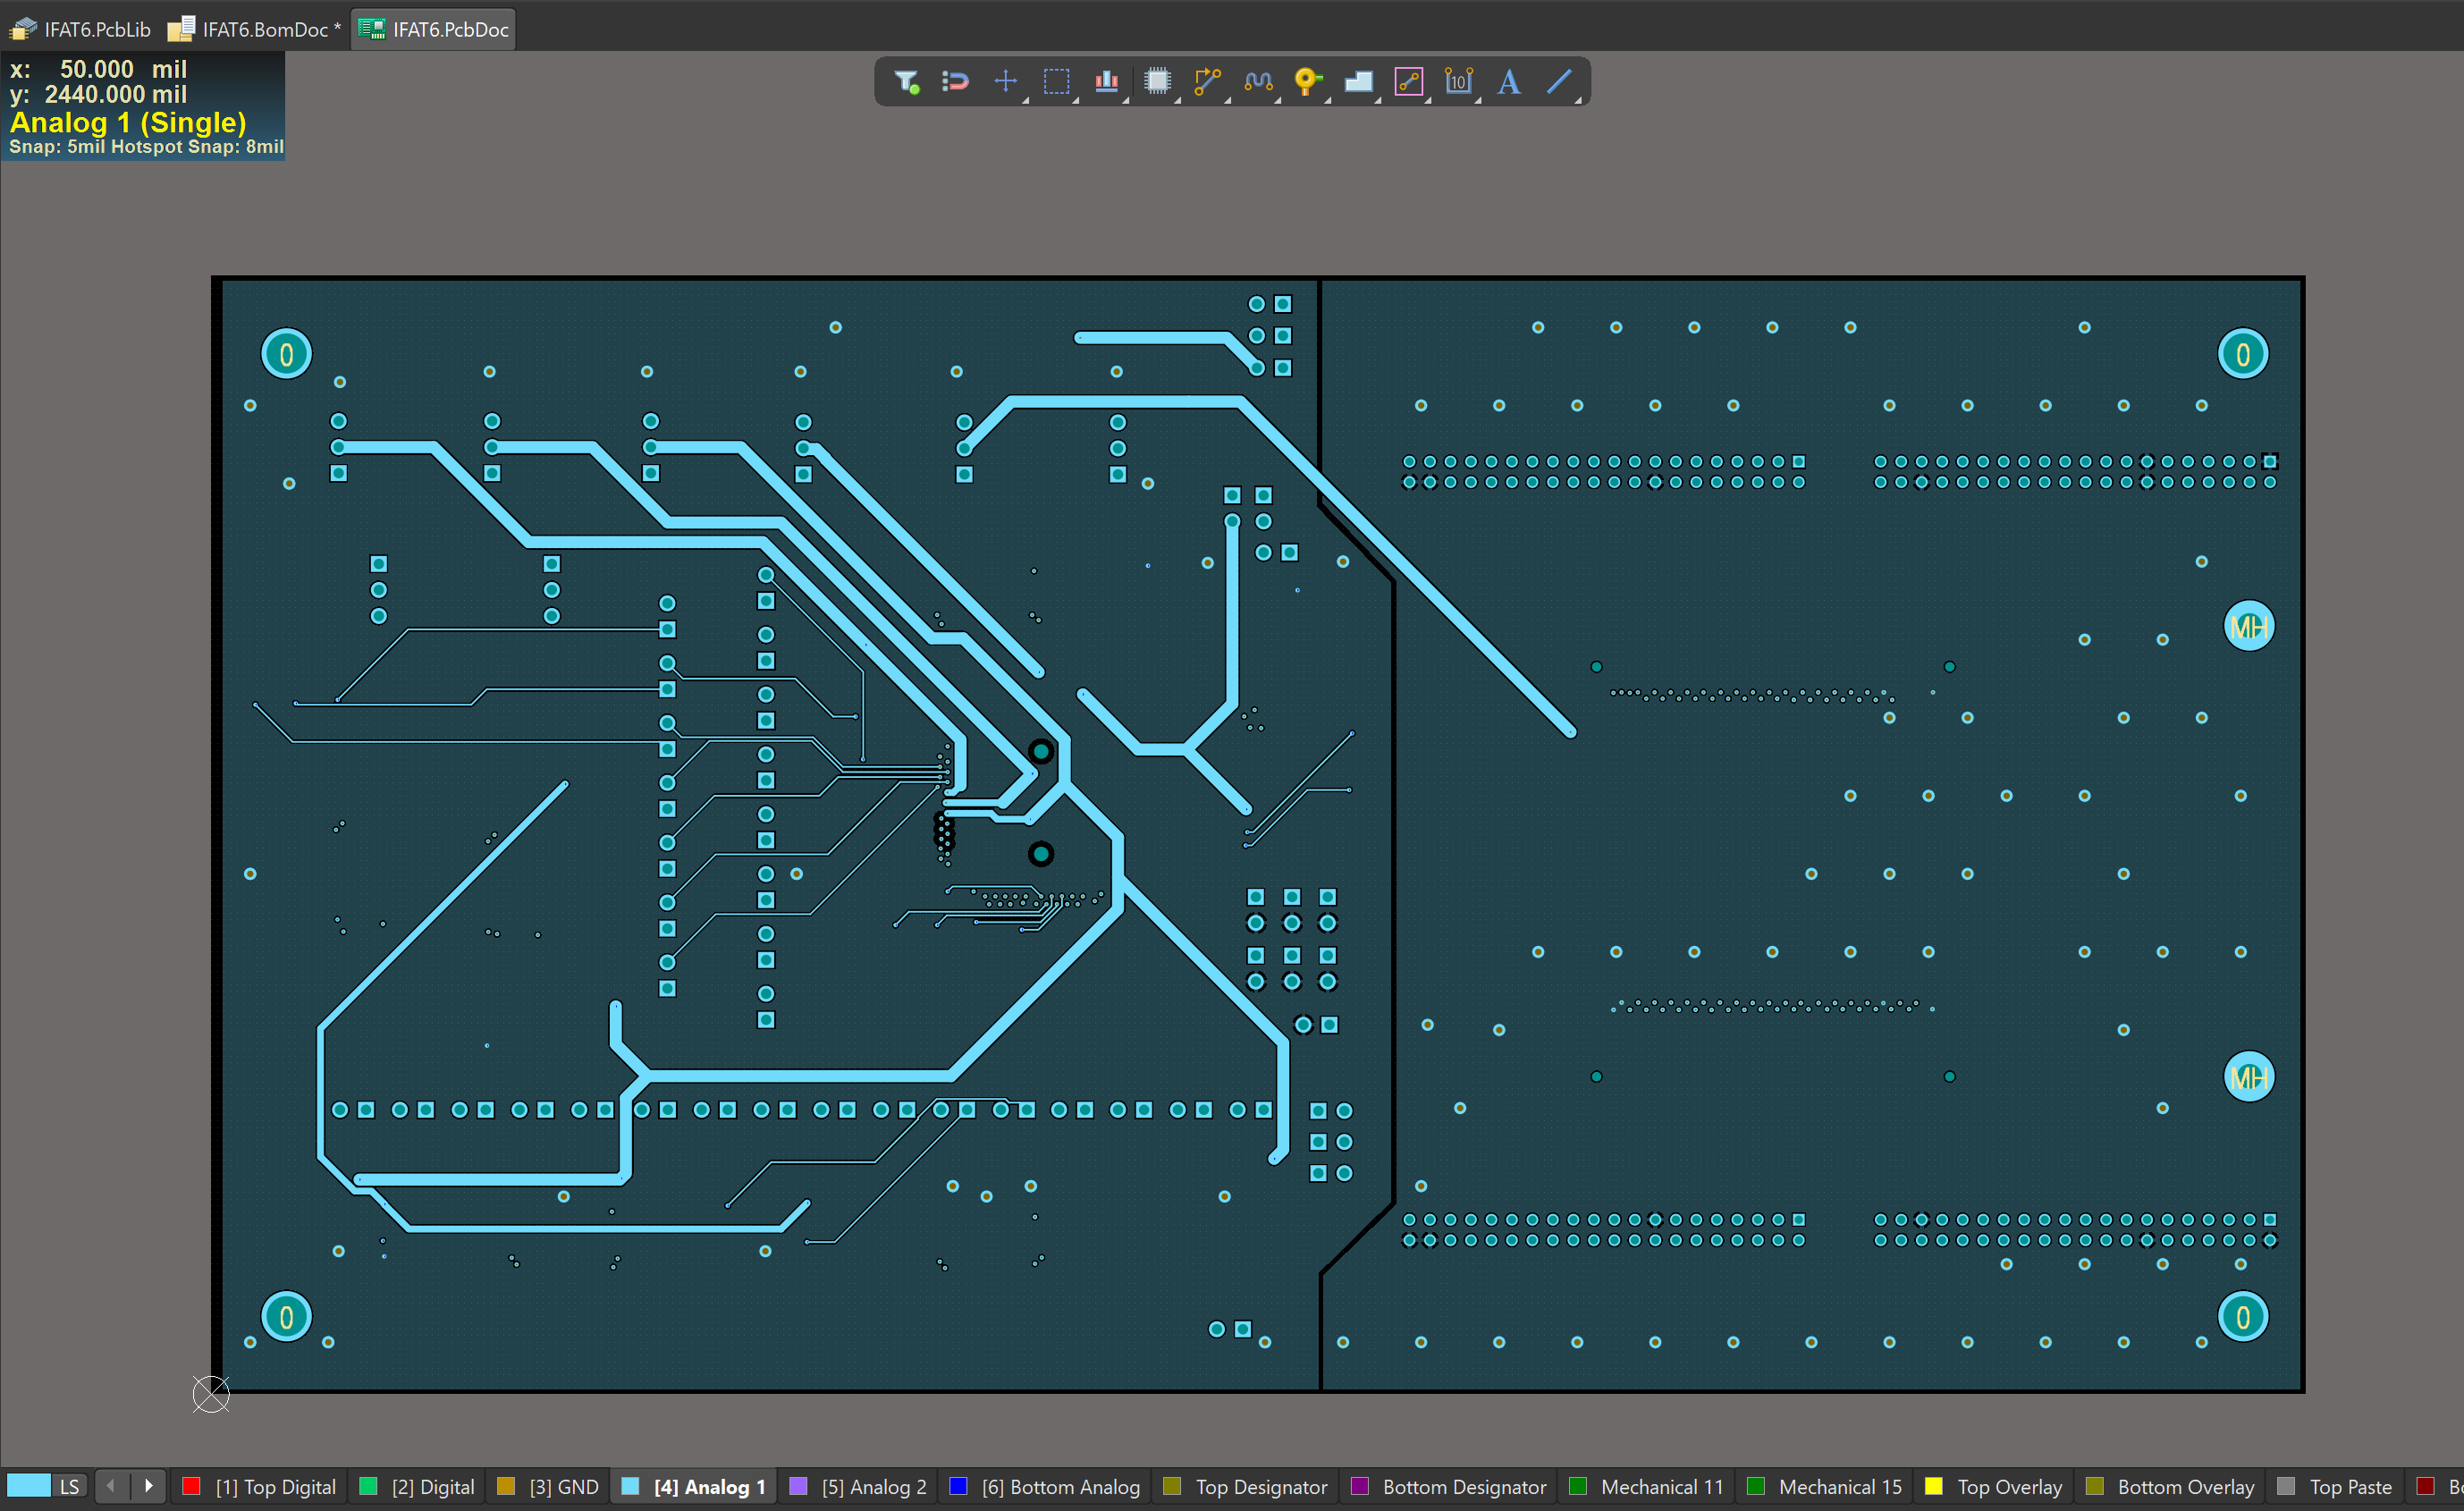 IFAT6.PcbLib
IFAT6.BomDoc *
IFAT6.PcbDoc
x: 50.000 mil
y: 2440.000 mil
Analog 1 (Single)
Snap: 5mil Hotspot Snap: 8mil
10
A
0
0
MH
MH
0
0
LS
[1] Top Digital
[2] Digital
[3] GND
[4] Analog 1
[5] Analog 2
[6] Bottom Analog
Top Designator
Bottom Designator
Mechanical 11
Mechanical 15
Top Overlay
Bottom Overlay
Top Paste